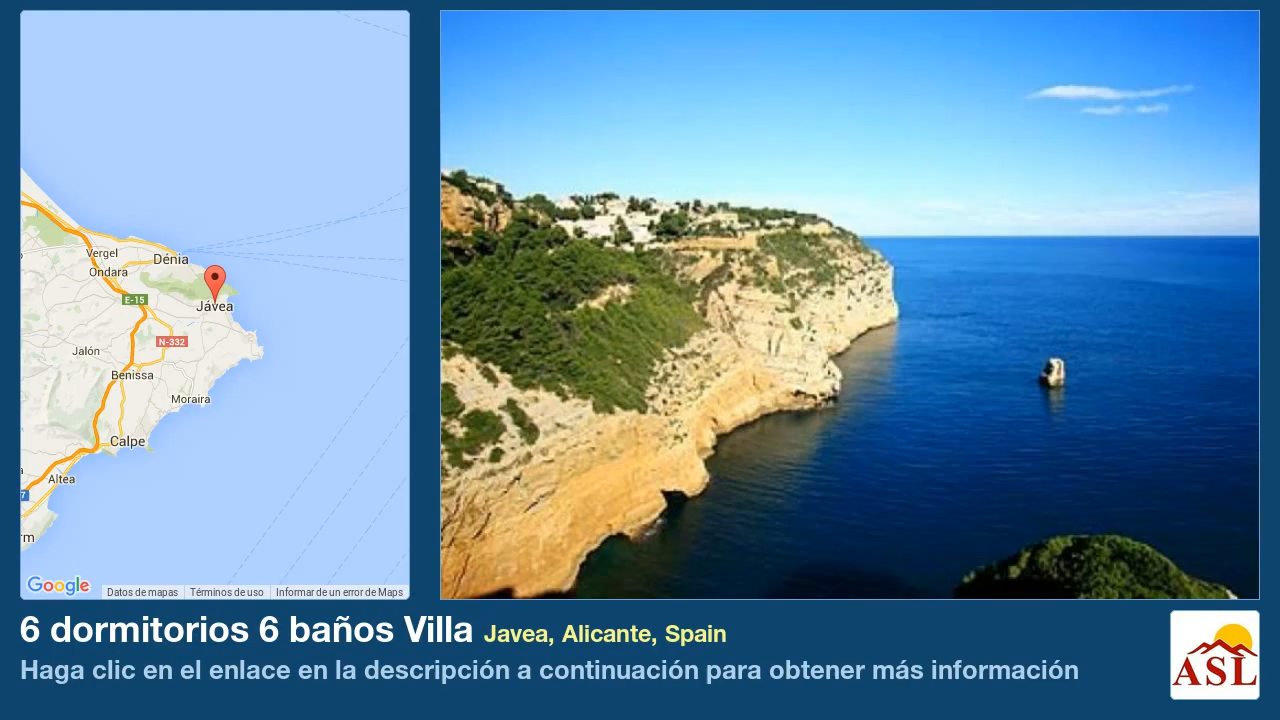 Vergel
Dénia
Ondara
E-15
Jávea
N-332
Jalón
Benissa
Moraira
Calpe
Altea
7
rm
Google
Datos de mapas
Términos de uso
Informar de un error de Maps
6 dormitorios 6 baños Villa Javea, Alicante, Spain
Haga clic en el enlace en la descripción a continuación para obtener más información
ASL